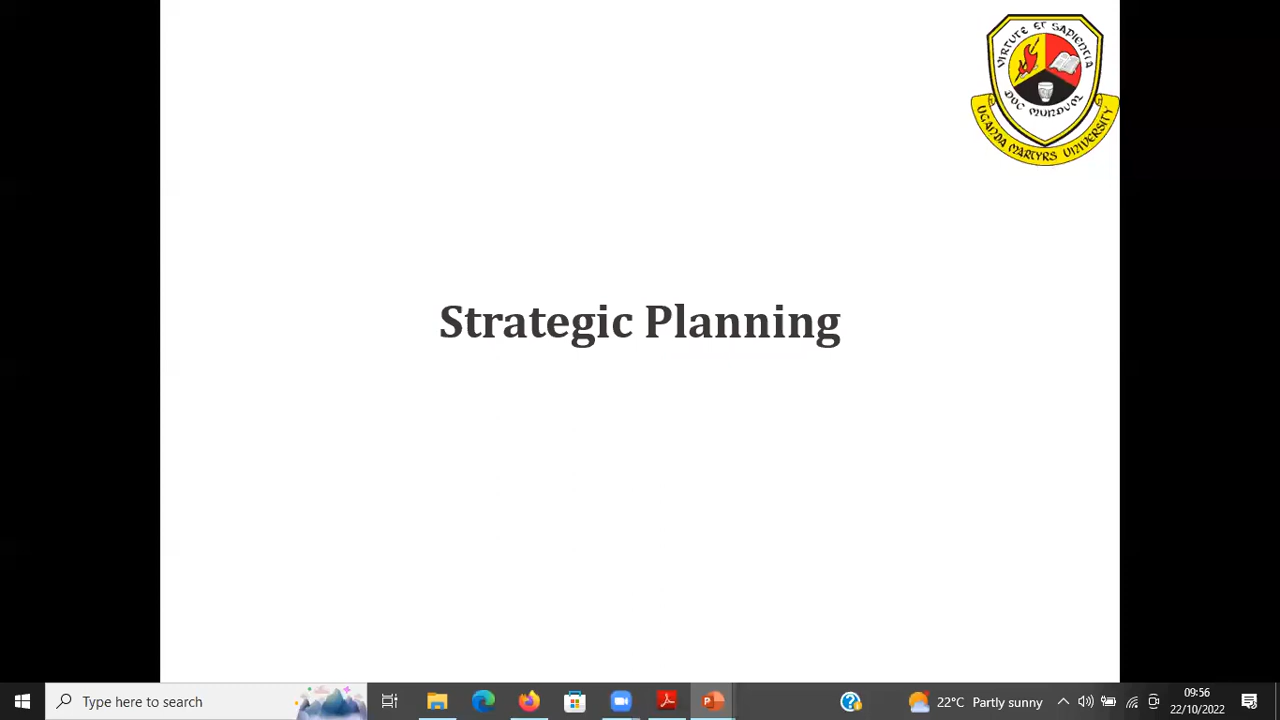 VIRTUTE ET SAPIENTIA
DUC MUNDUM
UGANDA MARTYRS UNIVERSITY
Strategic Planning
Type here to search
22°C Partly sunny
09:56
22/10/2022